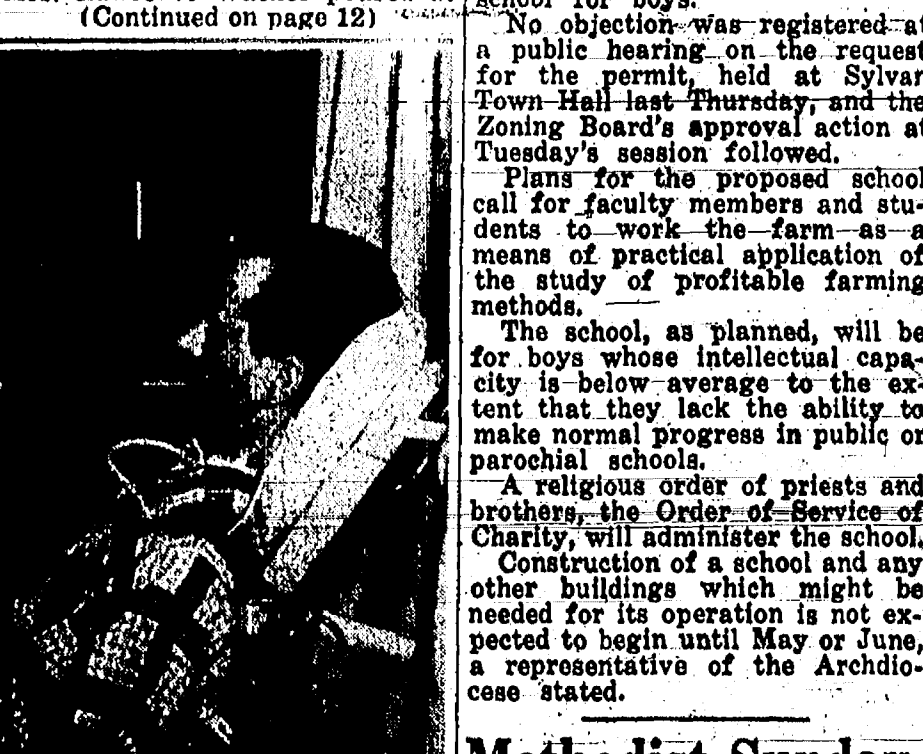 (Continued on page 12)
school for boys.
No objection was registered at
a public hearing on the request
for the permit, held at Sylvan
Town Hall last Thursday, and the
Zoning Board's approval action at
Tuesday's session followed.
Plans for the proposed school
call for faculty members and stu-
dents to work the farm as a
means of practical application of
the study of profitable farming
methods.
The school, as planned, will be
for boys whose intellectual capa-
city is below average to the ex-
tent that they lack the ability to
make normal progress in public or
parochial schools.
A religious order of priests and
brothers, the Order of Service of
Charity, will administer the school.
Construction of a school and any
other buildings which might be
needed for its operation is not ex-
pected to begin until May or June,
a representative of the Archdio-
cese stated.
Methodist Sunday